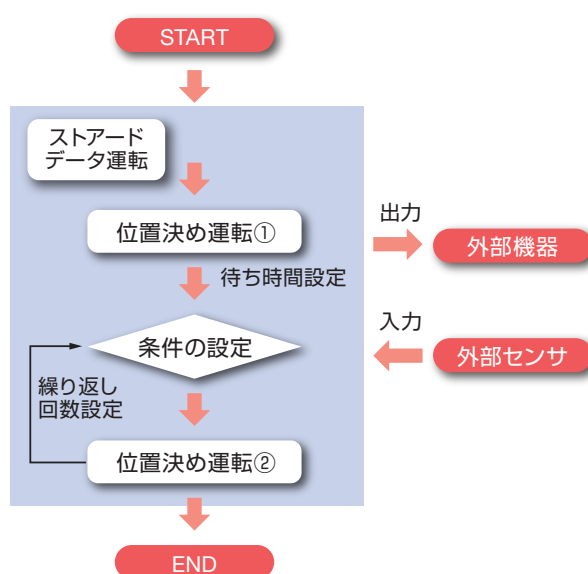 START
ストアード
データ運転
位置決め運転①
出力
外部機器
待ち時間設定
入力
条件の設定
外部センサ
繰り返し
回数設定
位置決め運転②
END